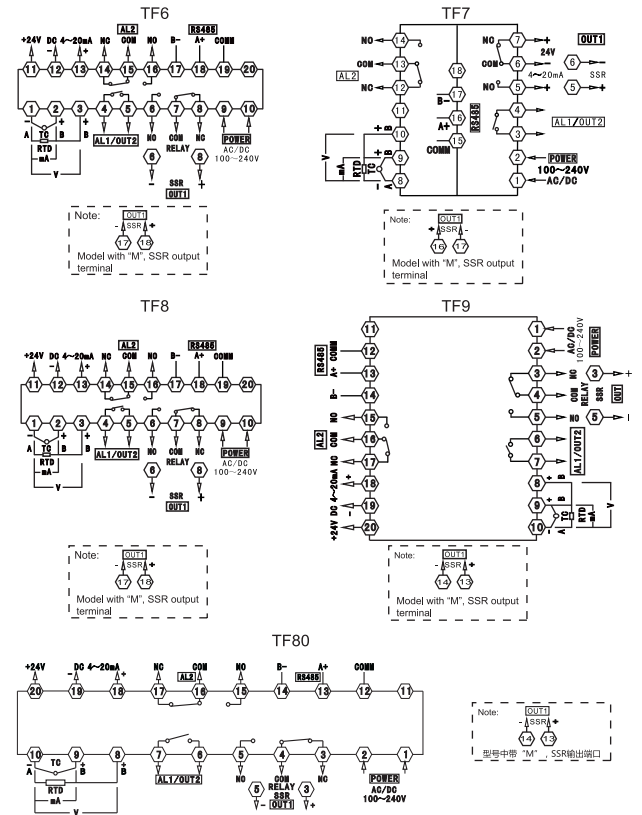 TF6
AL2 RS485
+24V DC 4~20mA NC COM NO B- A+ COMM
- +
11 12 13 14 15 16 17 18 19 20
1 2 3 4 5 6 7 8 9 10
- + +
A TC B B
RTD
mA
V
AL1/OUT2
NO COM NC
RELAY
6 8
- SSR +
OUT1
POWER
AC/DC
100~240V
Note: OUT1
- SSR +
17 18
Model with "M", SSR output
terminal
TF7
NO 14
COM 13
AL2
NC 12
11
10
9
8
+ B
+ B
- A
V
mA
RTD
TC
18
B- 17
A+ 16
RS485
COMM 15
NC 7 + OUT1
24V
COM 6 - 6 -
4~20mA SSR
NO 5 + 5 +
4
AL1/OUT2
3
2 POWER
100~240V
1 AC/DC
Note: OUT1
+ SSR -
16 17
Model with "M", SSR output
terminal
TF8
AL2 RS485
+24V DC 4~20mA NC COM NO B- A+ COMM
- +
11 12 13 14 15 16 17 18 19 20
1 2 3 4 5 6 7 8 9 10
- + +
A TC B B
RTD
mA
V
AL1/OUT2
NO COM NC
RELAY
6 8
- SSR +
OUT1
POWER
AC/DC
100~240V
Note: OUT1
- SSR +
17 18
Model with "M", SSR output
terminal
TF9
11
RS485
COMM 12
A+ 13
B- 14
NO 15
AL2
COM 16
NC 17
+ 18
- 19
+24V DC 4~20mA
20
1 AC/DC
100~240V
2 POWER
3 NC 3 +
4 COM RELAY SSR OUT
5 NO 5 -
6
AL1/OUT2
7
8 + B
9 + B
10 - A
TC
RTD
mA
V
Note: OUT1
- SSR +
14 13
Model with "M", SSR output
terminal
TF80
+24V - DC 4~20mA + NC COM NO B- A+ COMM
AL2 RS485
20 19 18 17 16 15 14 13 12 11
10 9 8 7 6 5 4 3 2 1
- + +
A TC B B
RTD
mA
V
AL1/OUT2
NO COM NC
RELAY
5 SSR 3
- OUT1 +
POWER
AC/DC
100~240V
Note: OUT1
- SSR +
14 13
型号中带 "M" ，SSR输出端口